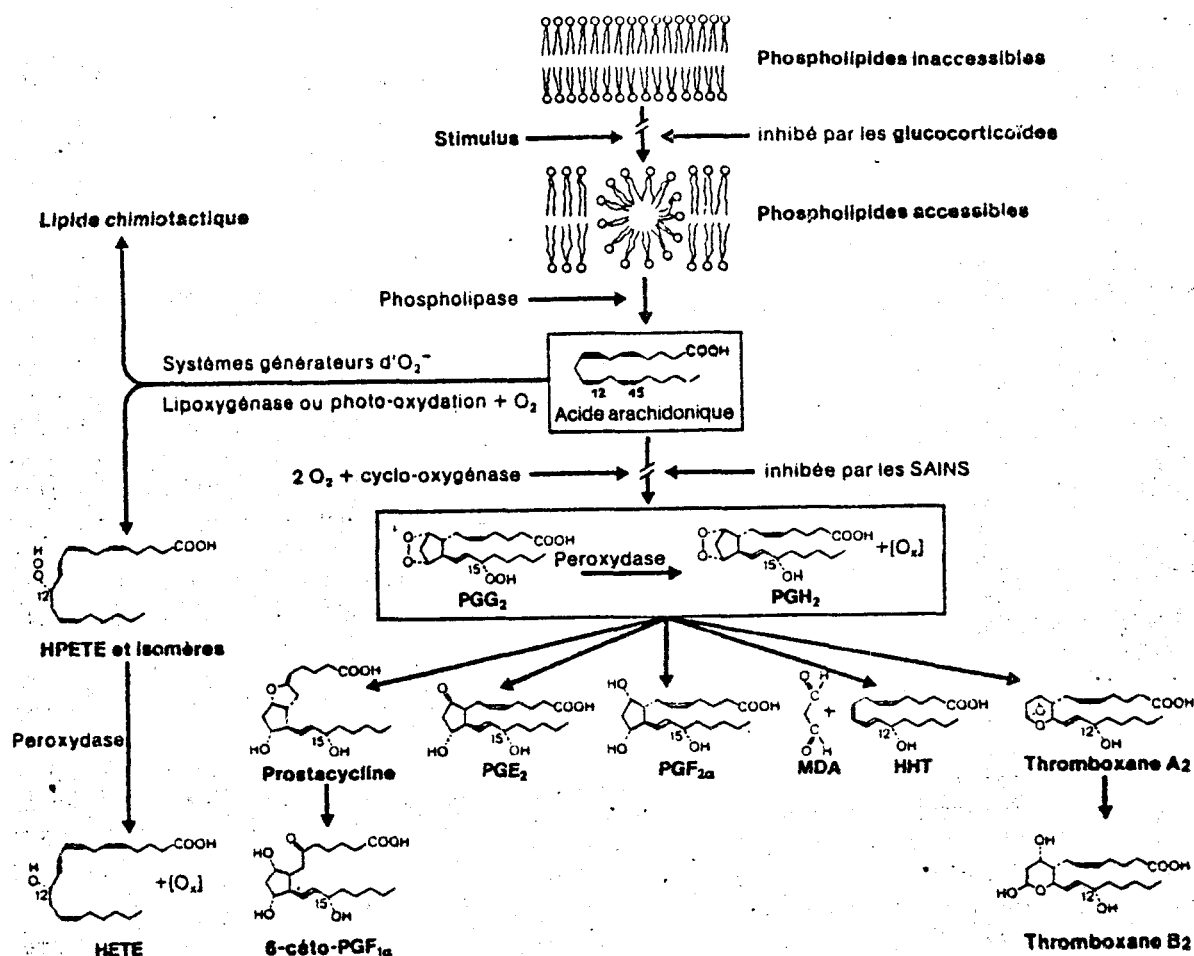 Phospholipides inaccessibles
Stimulus
inhibé par les glucocorticoïdes
Phospholipides accessibles
Lipide chimiotactique
Phospholipase
Systèmes générateurs d'O₂⁻
Lipoxygénase ou photo-oxydation + O₂
COOH
12 15
Acide arachidonique
2 O₂ + cyclo-oxygénase
inhibée par les SAINS
H
O
O
12
COOH
HPETE et isomères
O
O
COOH
15
OOH
PGG₂
Peroxydase
O
O
COOH
15
OH
PGH₂
+[Oₓ]
Peroxydase
COOH
O
HO
15
OH
Prostacycline
O
COOH
HO
15
OH
PGE₂
HO
COOH
HO
15
OH
PGF₂α
O
H
+
O
H
MDA
COOH
12
OH
HHT
O
O
COOH
12
OH
Thromboxane A₂
H
O
12
COOH
+[Oₓ]
HETE
O
HO
COOH
HO
15
OH
6-céto-PGF₁α
OH
COOH
HO
O
12
OH
Thromboxane B₂